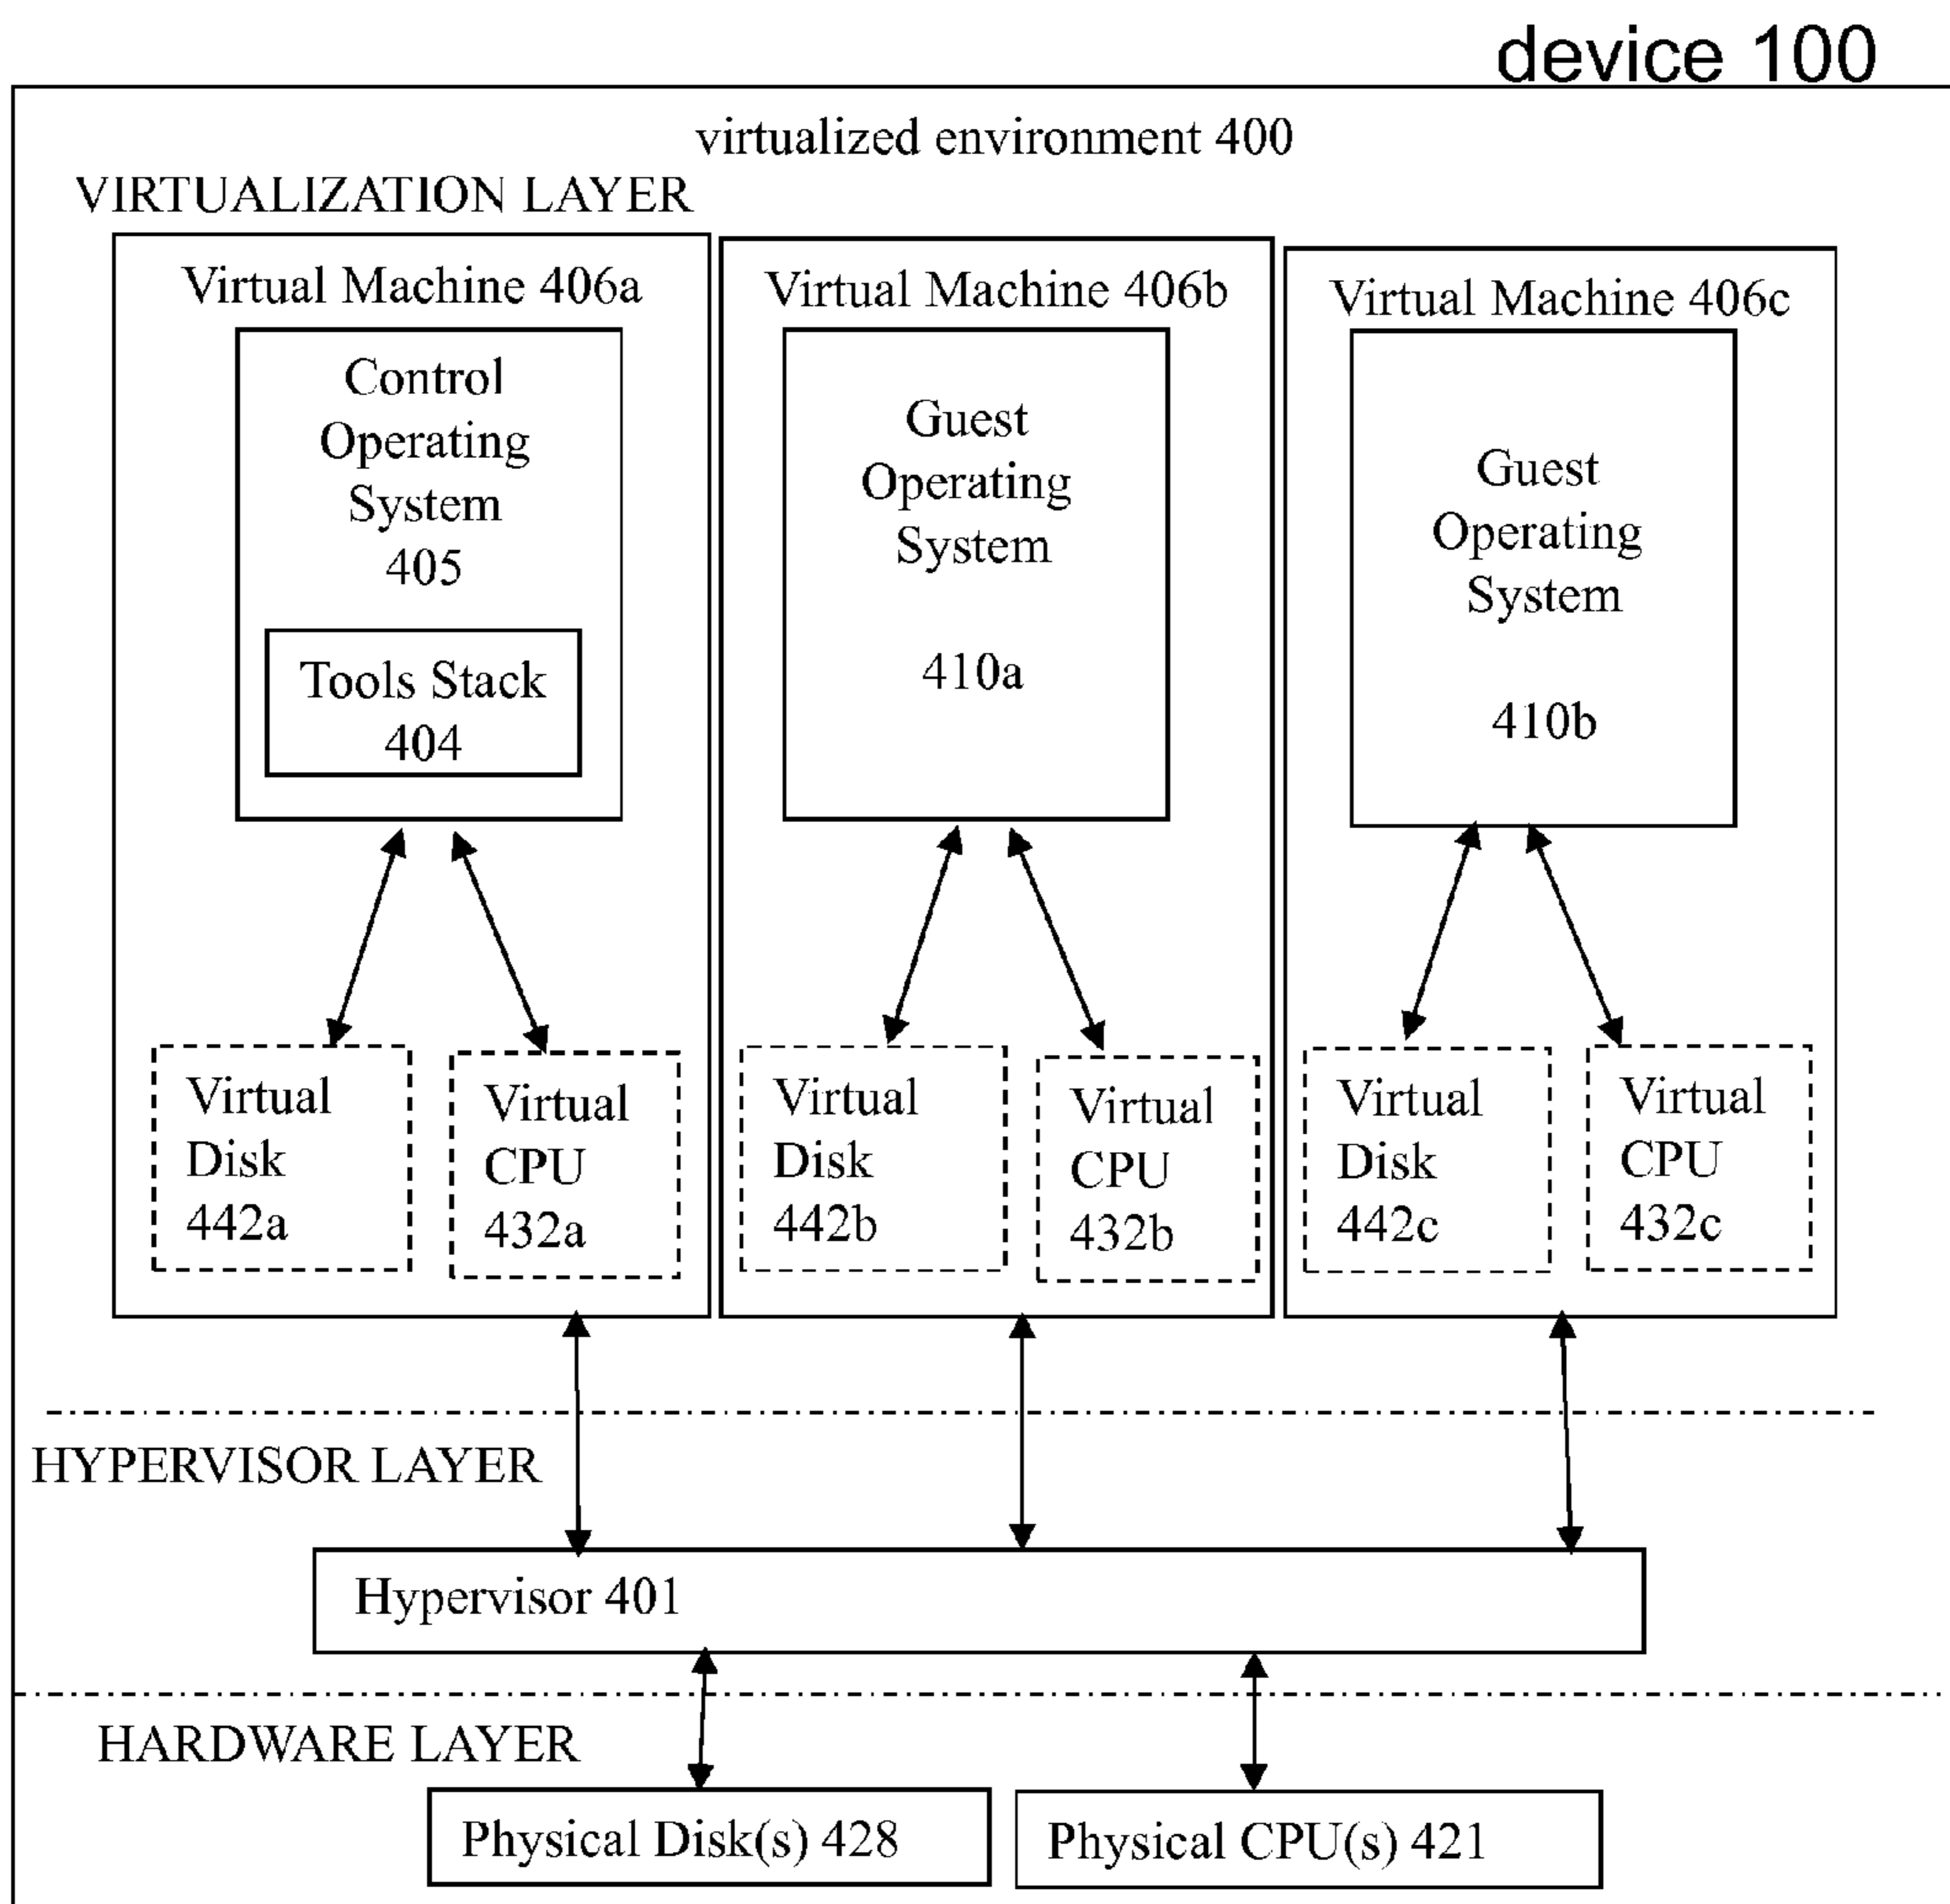 device 100
virtualized environment 400
VIRTUALIZATION LAYER
Virtual Machine 406a
Control
Operating
System
405
Tools Stack
404
Virtual
Disk
442a
Virtual
CPU
432a
Virtual Machine 406b
Guest
Operating
System
410a
Virtual
Disk
442b
Virtual
CPU
432b
Virtual Machine 406c
Guest
Operating
System
410b
Virtual
Disk
442c
Virtual
CPU
432c
HYPERVISOR LAYER
Hypervisor 401
HARDWARE LAYER
Physical Disk(s) 428
Physical CPU(s) 421